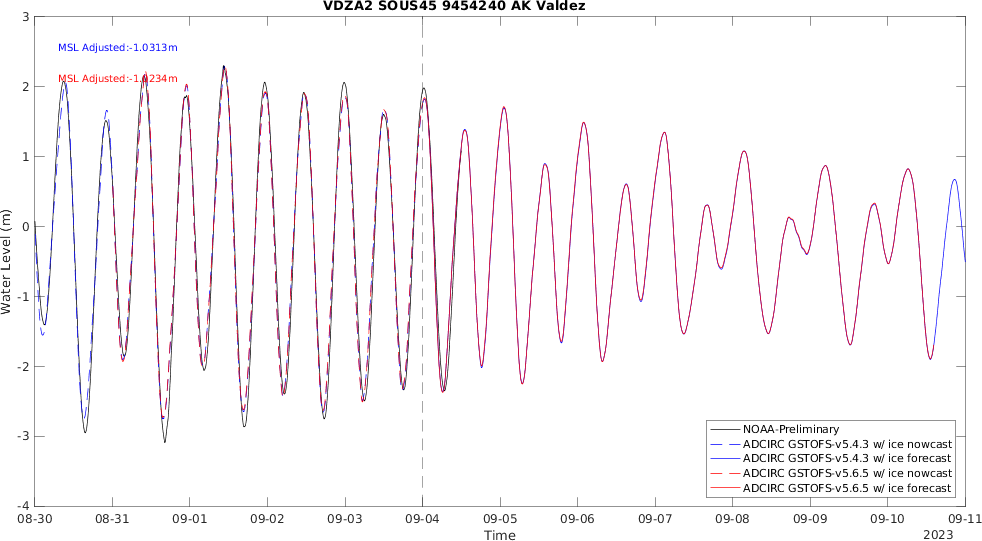 VDZA2 SOUS45 9454240 AK Valdez
MSL Adjusted:-1.0313m
MSL Adjusted:-1. 234m
Water Level (m)
3
2
1
0
-1
-2
-3
-4
NOAA-Preliminary
ADCIRC GSTOFS-v5.4.3 w/ ice nowcast
ADCIRC GSTOFS-v5.4.3 w/ ice forecast
ADCIRC GSTOFS-v5.6.5 w/ ice nowcast
ADCIRC GSTOFS-v5.6.5 w/ ice forecast
08-30 08-31 09-01 09-02 09-03 09-04 09-05 09-06 09-07 09-08 09-09 09-10 09-11
Time
2023